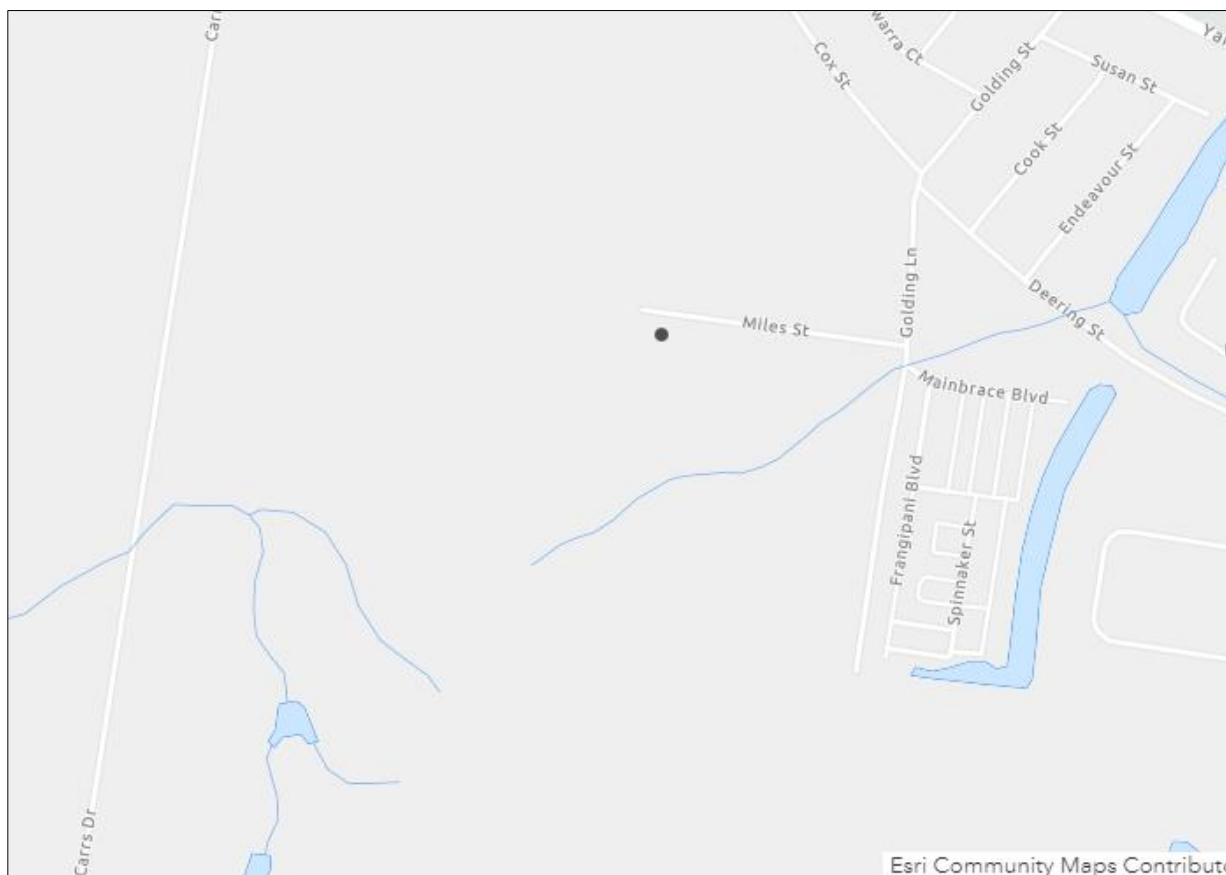 Cox St
Golding St
Susan St
Cook St
Endeavour St
Golding Ln
Deering St
Miles St
Mainbrace Blvd
Frangipani Blvd
Spinnaker St
Carrs Dr
Esri Community Maps